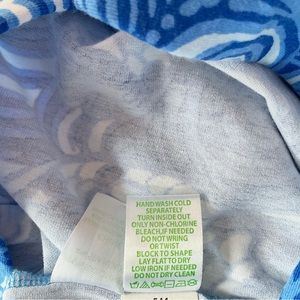 HAND WASH COLD
SEPARATELY
TURN INSIDE OUT
ONLY NON-CHLORINE
BLEACH,IF NEEDED
DO NOT WRING
OR TWIST
BLOCK TO SHAPE
LAY FLAT TO DRY
LOW IRON IF NEEDED
DO NOT DRY CLEAN